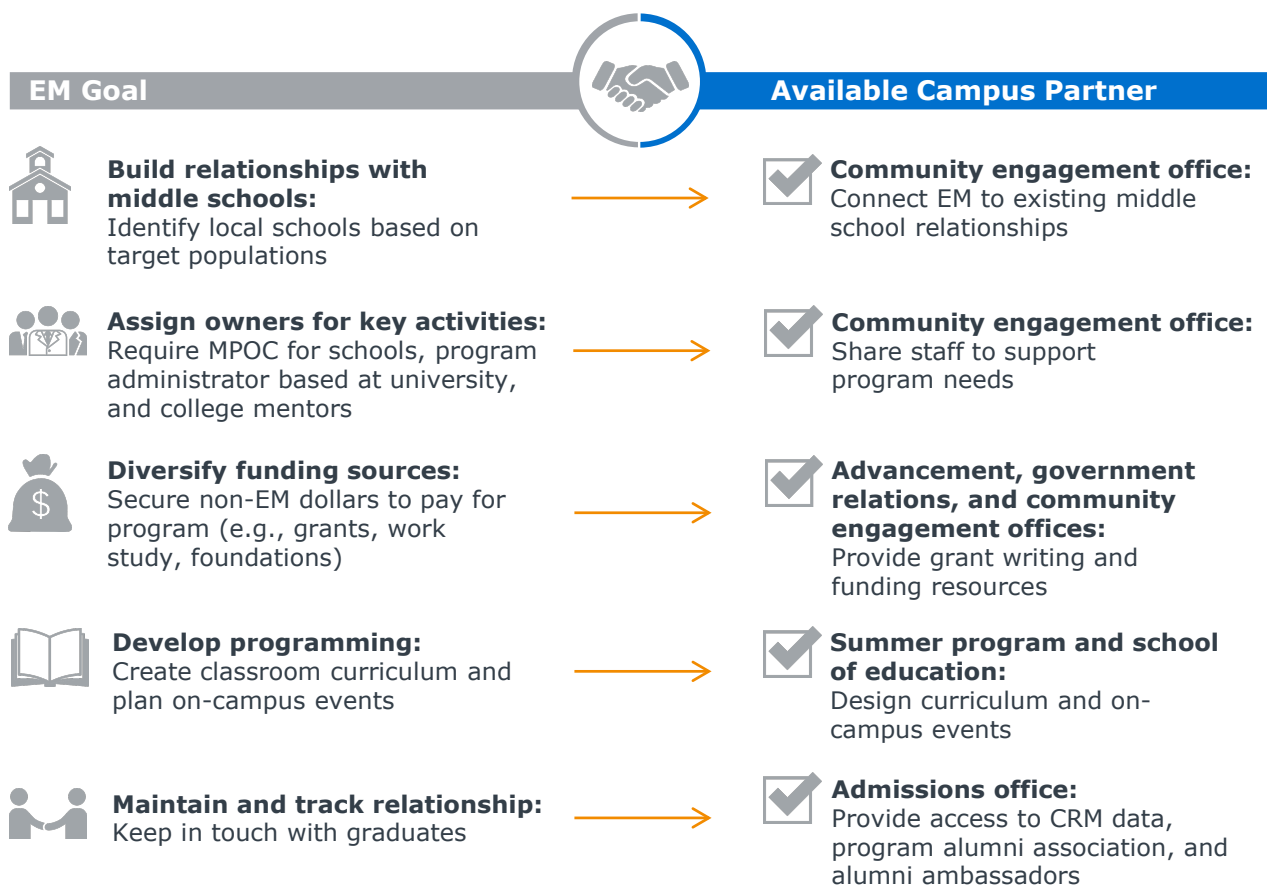 EM Goal
Available Campus Partner
Build relationships with
middle schools:
Identify local schools based on
target populations
Community engagement office:
Connect EM to existing middle
school relationships
Assign owners for key activities:
Require MPOC for schools, program
administrator based at university,
and college mentors
Community engagement office:
Share staff to support
program needs
$
Diversify funding sources:
Secure non-EM dollars to pay for
program (e.g., grants, work
study, foundations)
Advancement, government
relations, and community
engagement offices:
Provide grant writing and
funding resources
Develop programming:
Create classroom curriculum and
plan on-campus events
Summer program and school
of education:
Design curriculum and on-
campus events
Maintain and track relationship:
Keep in touch with graduates
Admissions office:
Provide access to CRM data,
program alumni association, and
alumni ambassadors